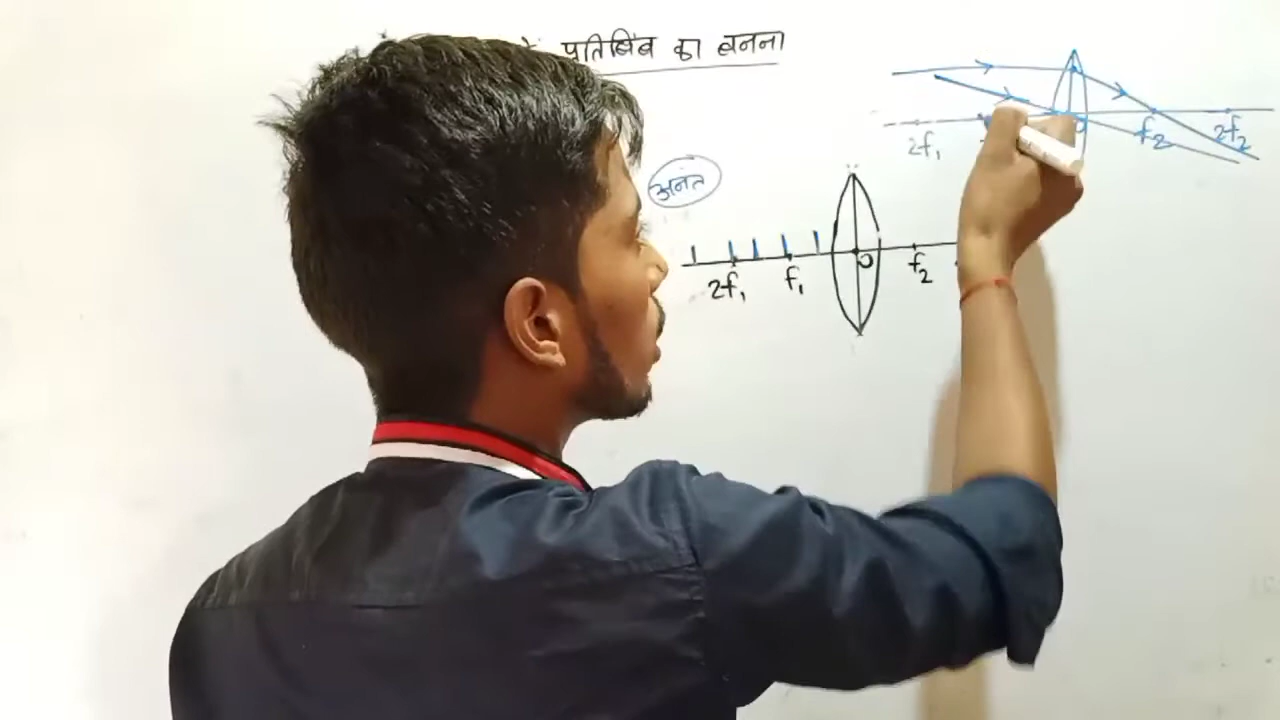 प्रतिबिंब का बनना
2f₁ f₂ 2f₂
अनंत
2f₁ f₁ O f₂